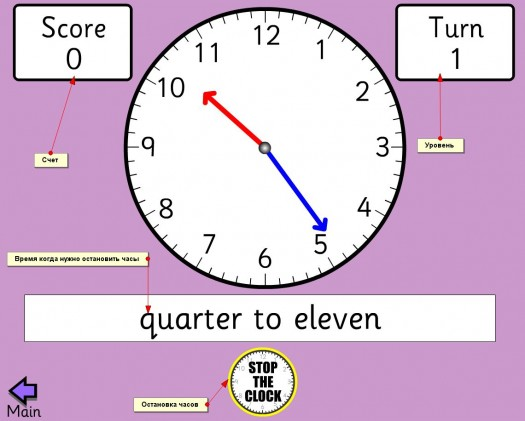 Score
0
Turn
1
12
1
2
3
4
5
6
7
8
9
10
11
Счет
Уровень
Время когда нужно остановить часы
quarter to eleven
STOP
THE
CLOCK
Остановка часов
Main